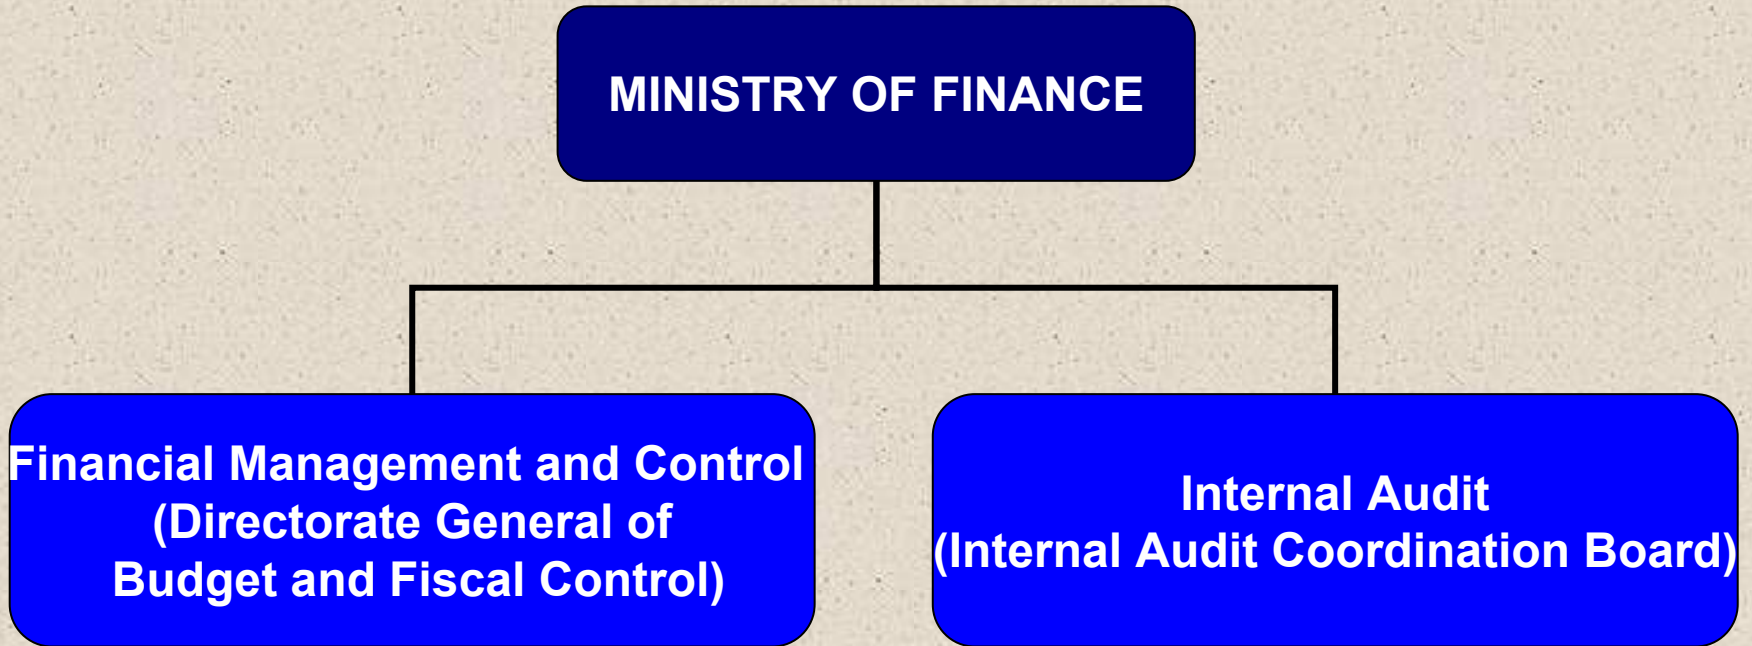 MINISTRY OF FINANCE
Financial Management and Control
(Directorate General of
Budget and Fiscal Control)
Internal Audit
(Internal Audit Coordination Board)